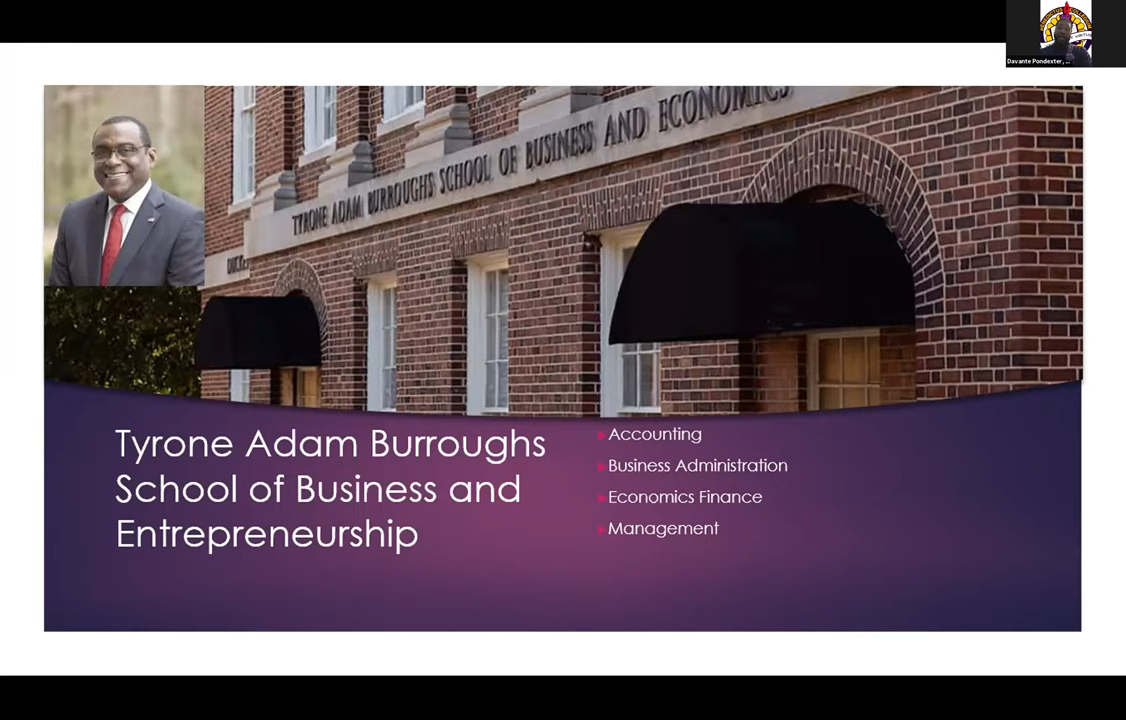 Davante Pondexter, ...
TYRONE ADAM BURROUGHS SCHOOL OF BUSINESS AND ECONOMICS
Tyrone Adam Burroughs
School of Business and
Entrepreneurship
Accounting
Business Administration
Economics Finance
Management